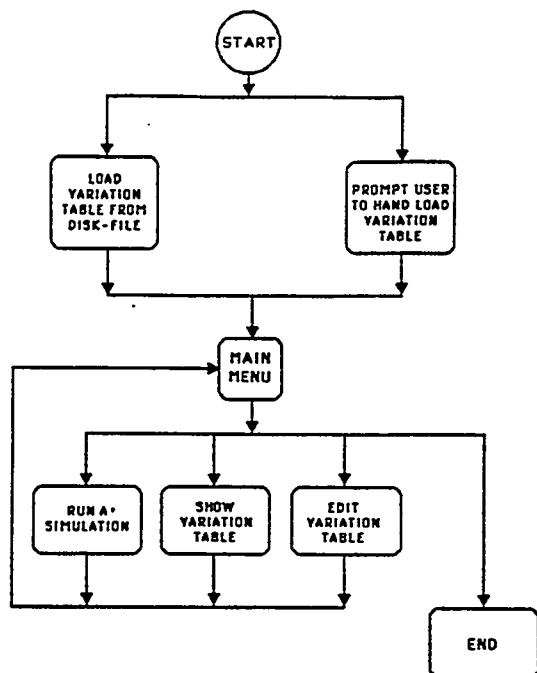 START
LOAD
VARIATION
TABLE FROM
DISK-FILE
PROMPT USER
TO HAND LOAD
VARIATION
TABLE
MAIN
MENU
RUN A
SIMULATION
SHOW
VARIATION
TABLE
EDIT
VARIATION
TABLE
END